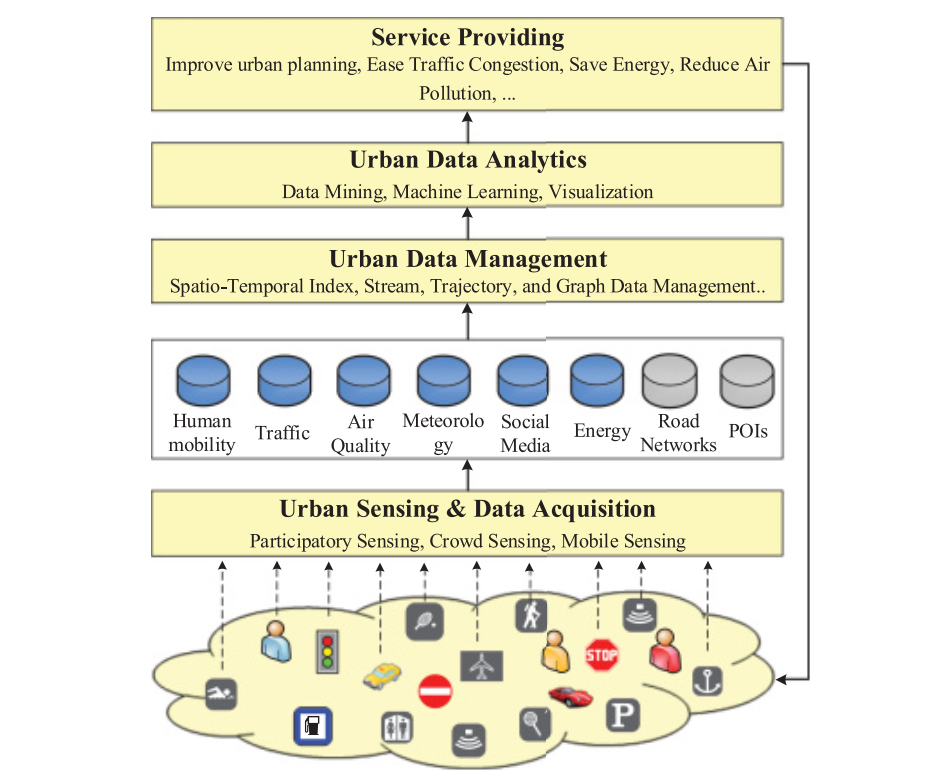 Service Providing
Improve urban planning, Ease Traffic Congestion, Save Energy, Reduce Air
Pollution, ...
Urban Data Analytics
Data Mining, Machine Learning, Visualization
Urban Data Management
Spatio-Temporal Index, Stream, Trajectory, and Graph Data Management..
Human
mobility
Traffic
Air
Quality
Meteorolo
gy
Social
Media
Energy
Road
Networks
POIs
Urban Sensing & Data Acquisition
Participatory Sensing, Crowd Sensing, Mobile Sensing
STOP
P